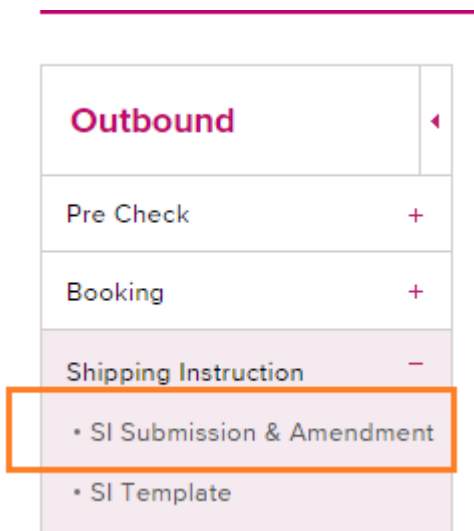 Outbound
Pre Check +
Booking +
Shipping Instruction −
• SI Submission & Amendment
• SI Template